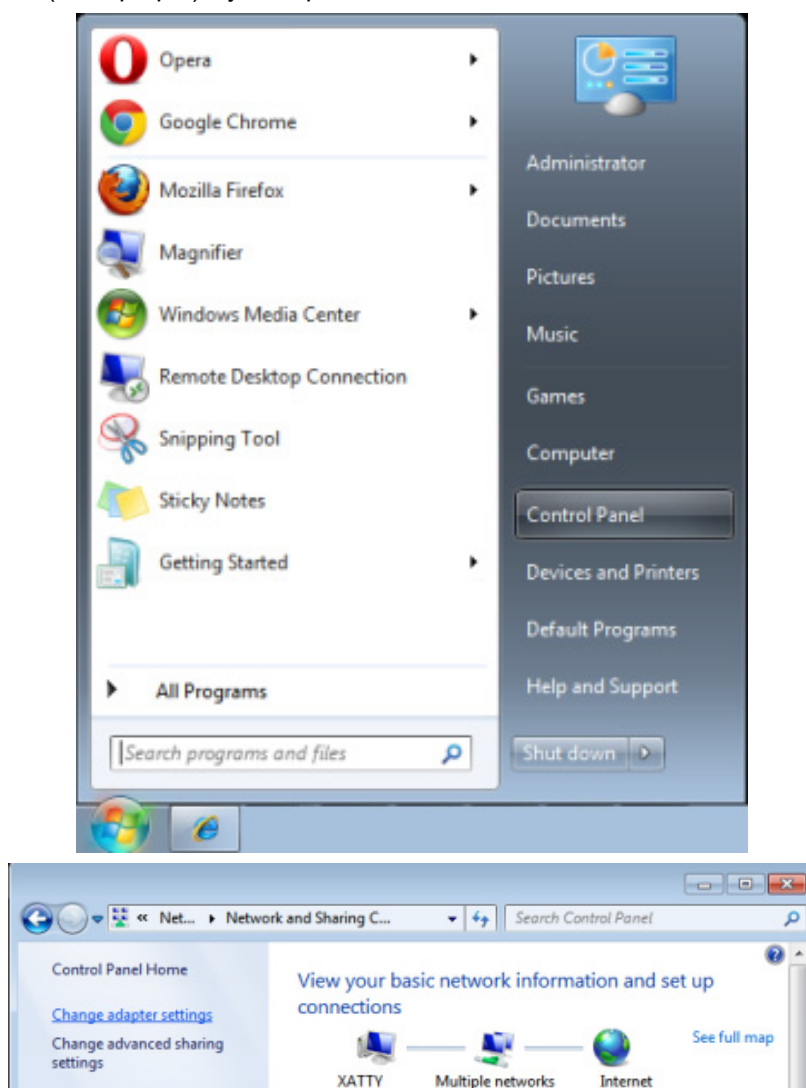 Opera
Google Chrome
Mozilla Firefox
Magnifier
Windows Media Center
Remote Desktop Connection
Snipping Tool
Sticky Notes
Getting Started
All Programs
Search programs and files
Administrator
Documents
Pictures
Music
Games
Computer
Control Panel
Devices and Printers
Default Programs
Help and Support
Shut down
« Net... Network and Sharing C...
Search Control Panel
Control Panel Home
Change adapter settings
Change advanced sharing
settings
View your basic network information and set up
connections
See full map
XATTY Multiple networks Internet